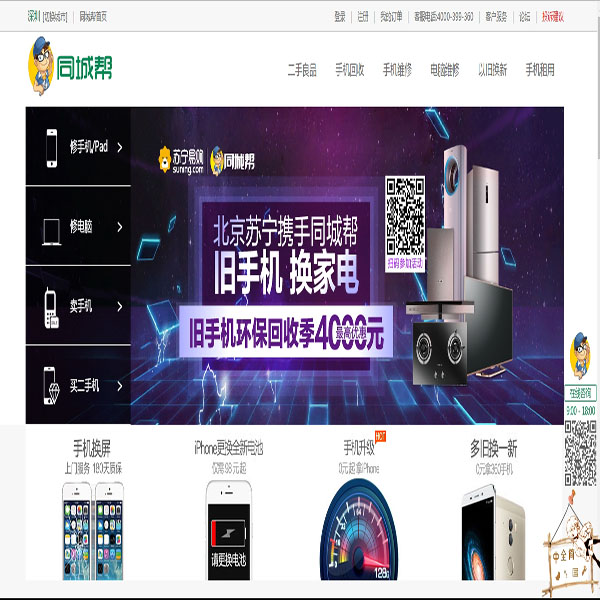 深圳 [切换城市] 同城帮首页
登录 注册 我的订单 客服电话:4000-399-360 客户服务 论坛 投诉建议
同城帮
二手良品 手机回收 手机维修 电脑维修 以旧换新 手机租用
修手机/Pad
修电脑
卖手机
买二手机
苏宁易购
suning.com
同城帮
北京苏宁携手同城帮
旧手机 换家电
扫码参加活动
旧手机环保回收季4000元
最高优惠
手机换屏
上门服务 180天质保
iPhone更换全新电池
仅需98元起
请更换电池
手机升级
HOT
0元起拿iPhone
多旧换一新
0元拿360手机
在线咨询
9:00 - 18:00